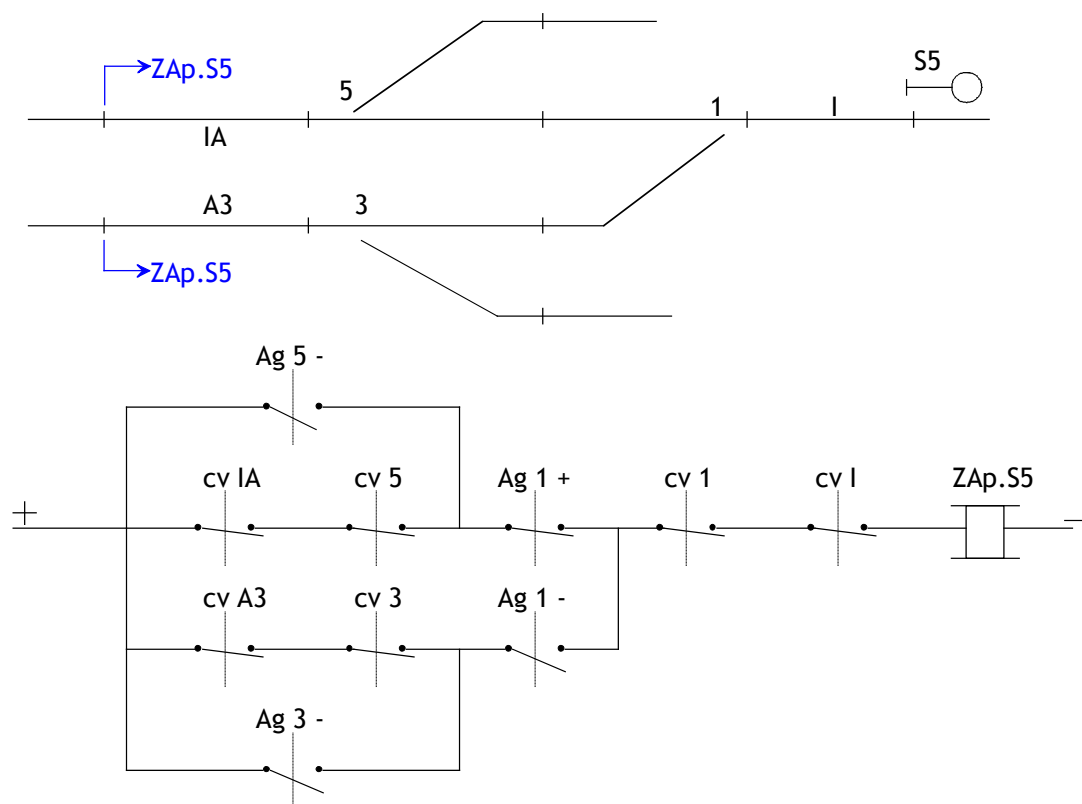 S5
ZAp.S5
5
1
I
IA
A3
3
ZAp.S5
Ag 5 -
cv IA
cv 5
Ag 1 +
cv 1
cv I
ZAp.S5
+
-
cv A3
cv 3
Ag 1 -
Ag 3 -